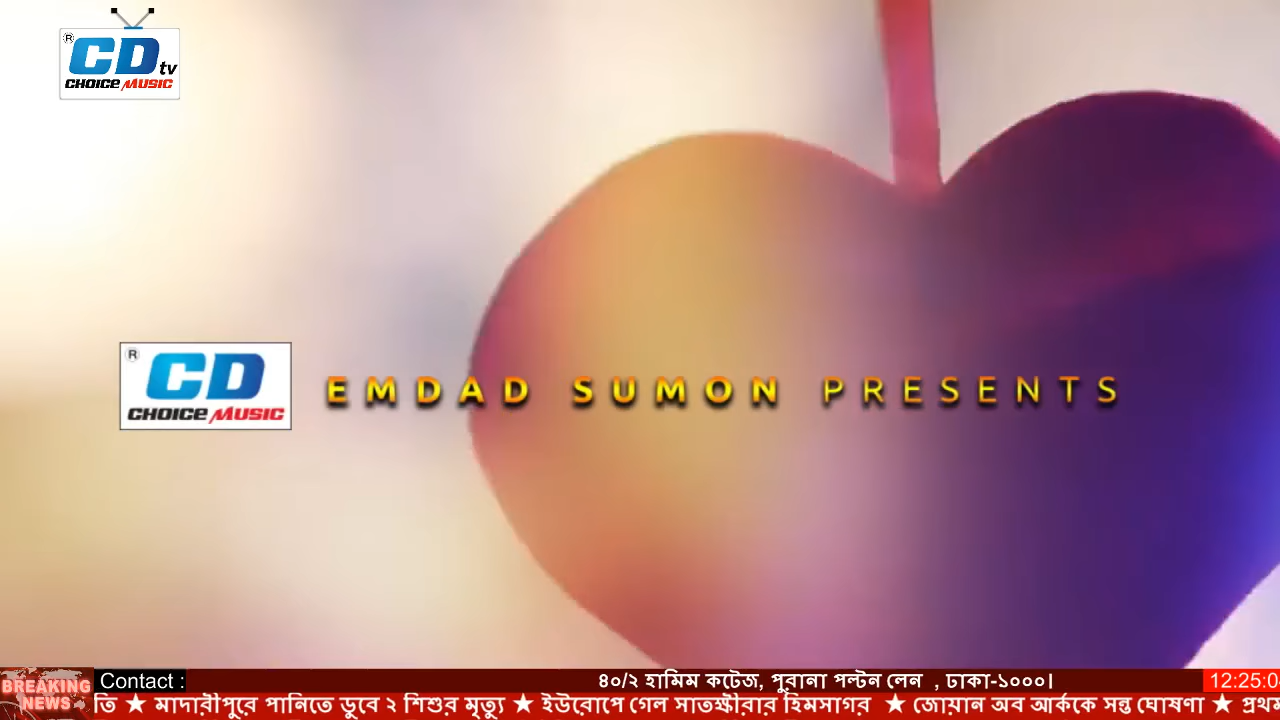 ® CD tv
CHOICE MUSIC
® CD
CHOICE MUSIC
EMDAD SUMON PRESENTS
BREAKING NEWS
Contact :
৪০/২ হামিম কটেজ, পুরানা পল্টন লেন , ঢাকা-১০০০।
12:25:0
তি ★ মাদারীপুরে পানিতে ডুবে ২ শিশুর মৃত্যু ★ ইউরোপে গেল সাতক্ষীরার হিমসাগর ★ জোয়ান অব আর্ককে সন্ত ঘোষণা ★ প্রথম